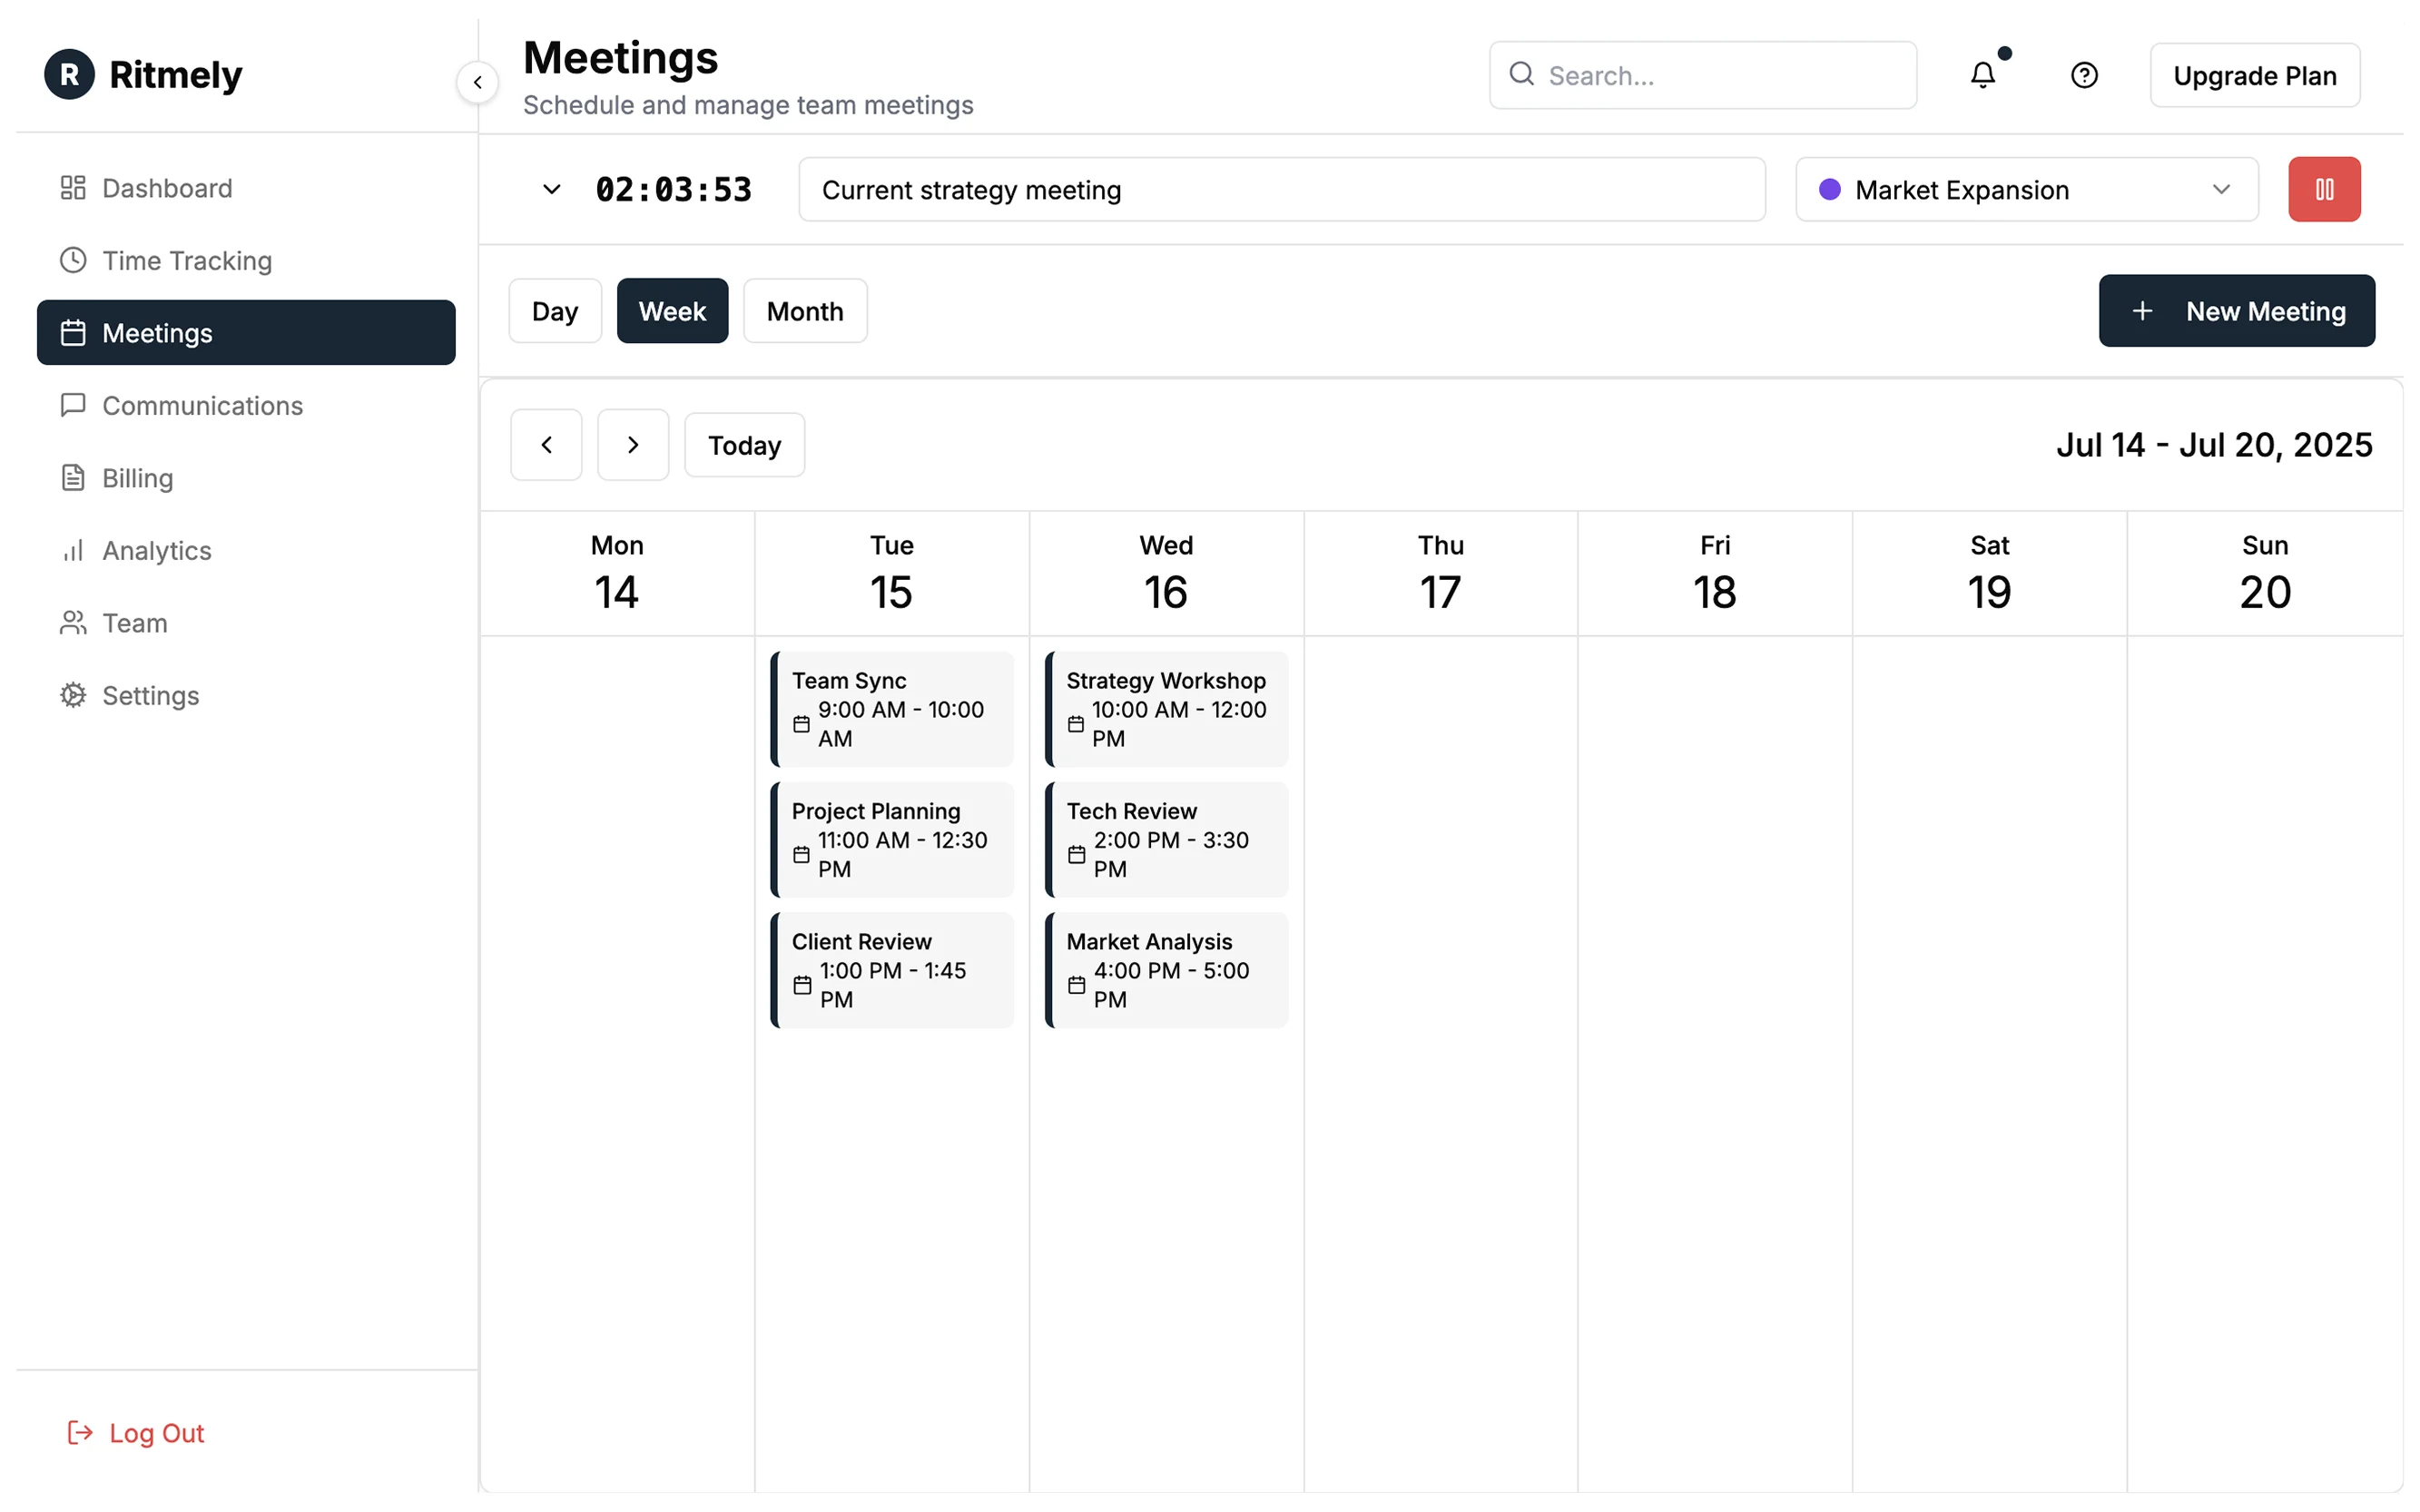 R Ritmely
Dashboard
Time Tracking
Meetings
Communications
Billing
Analytics
Team
Settings
Log Out
Meetings
Schedule and manage team meetings
Search...
Upgrade Plan
02:03:53
Current strategy meeting
Market Expansion
Day Week Month
New Meeting
Today
Jul 14 - Jul 20, 2025
Mon Tue Wed Thu Fri Sat Sun
14 15 16 17 18 19 20
Team Sync
9:00 AM - 10:00
AM
Project Planning
11:00 AM - 12:30
PM
Client Review
1:00 PM - 1:45
PM
Strategy Workshop
10:00 AM - 12:00
PM
Tech Review
2:00 PM - 3:30
PM
Market Analysis
4:00 PM - 5:00
PM